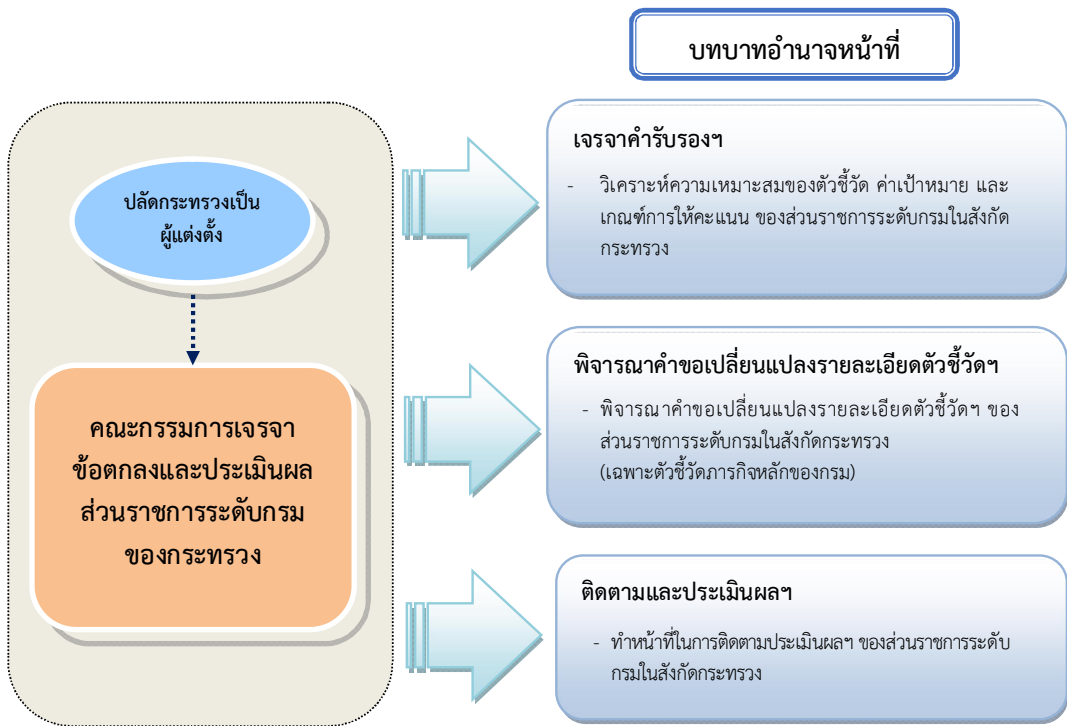 บทบาทอำนาจหน้าที่
ปลัดกระทรวงเป็น
ผู้แต่งตั้ง
คณะกรรมการเจรจา
ข้อตกลงและประเมินผล
ส่วนราชการระดับกรม
ของกระทรวง
เจรจาคำรับรองฯ
- วิเคราะห์ความเหมาะสมของตัวชี้วัด ค่าเป้าหมาย และ
เกณฑ์การให้คะแนน ของส่วนราชการระดับกรมในสังกัด
กระทรวง
พิจารณาคำขอเปลี่ยนแปลงรายละเอียดตัวชี้วัดฯ
- พิจารณาคำขอเปลี่ยนแปลงรายละเอียดตัวชี้วัดฯ ของ
ส่วนราชการระดับกรมในสังกัดกระทรวง
(เฉพาะตัวชี้วัดภารกิจหลักของกรม)
ติดตามและประเมินผลฯ
- ทำหน้าที่ในการติดตามประเมินผลฯ ของส่วนราชการระดับ
กรมในสังกัดกระทรวง